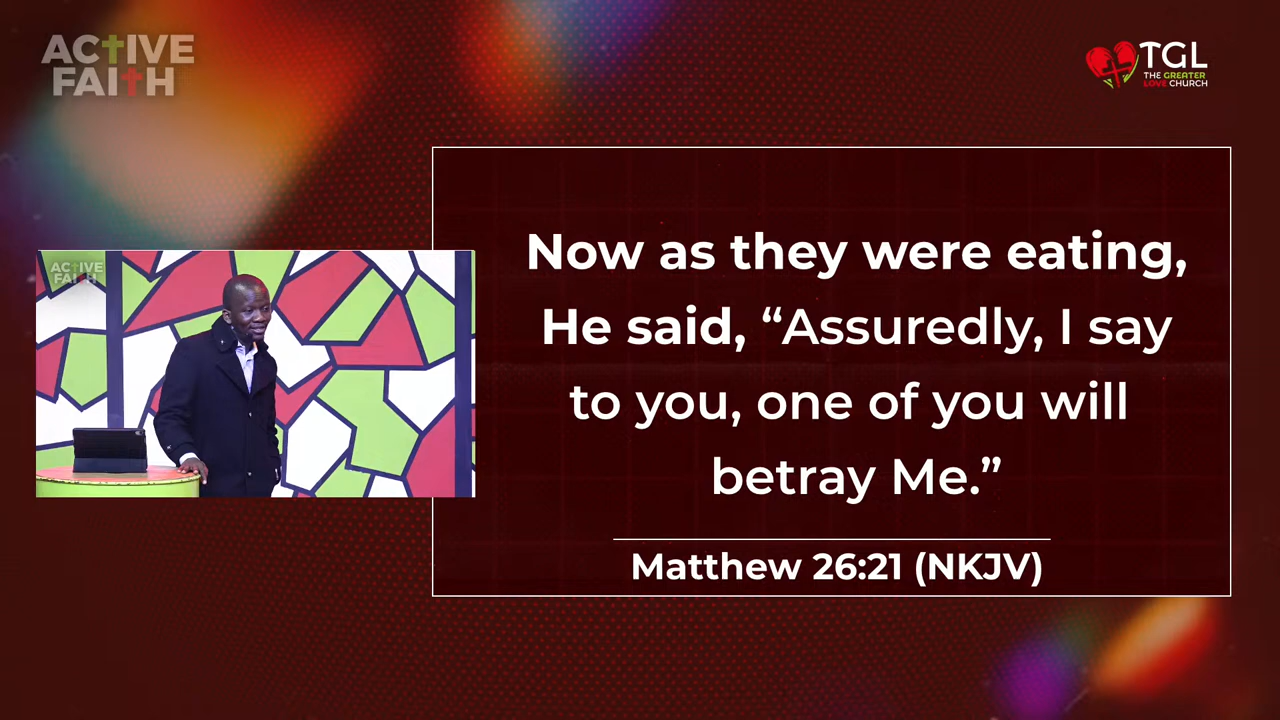 ACTIVE
FAITH
TGL
THE GREATER
LOVE CHURCH
Now as they were eating,
He said, “Assuredly, I say
to you, one of you will
betray Me.”
Matthew 26:21 (NKJV)
ACTIVE
FAITH